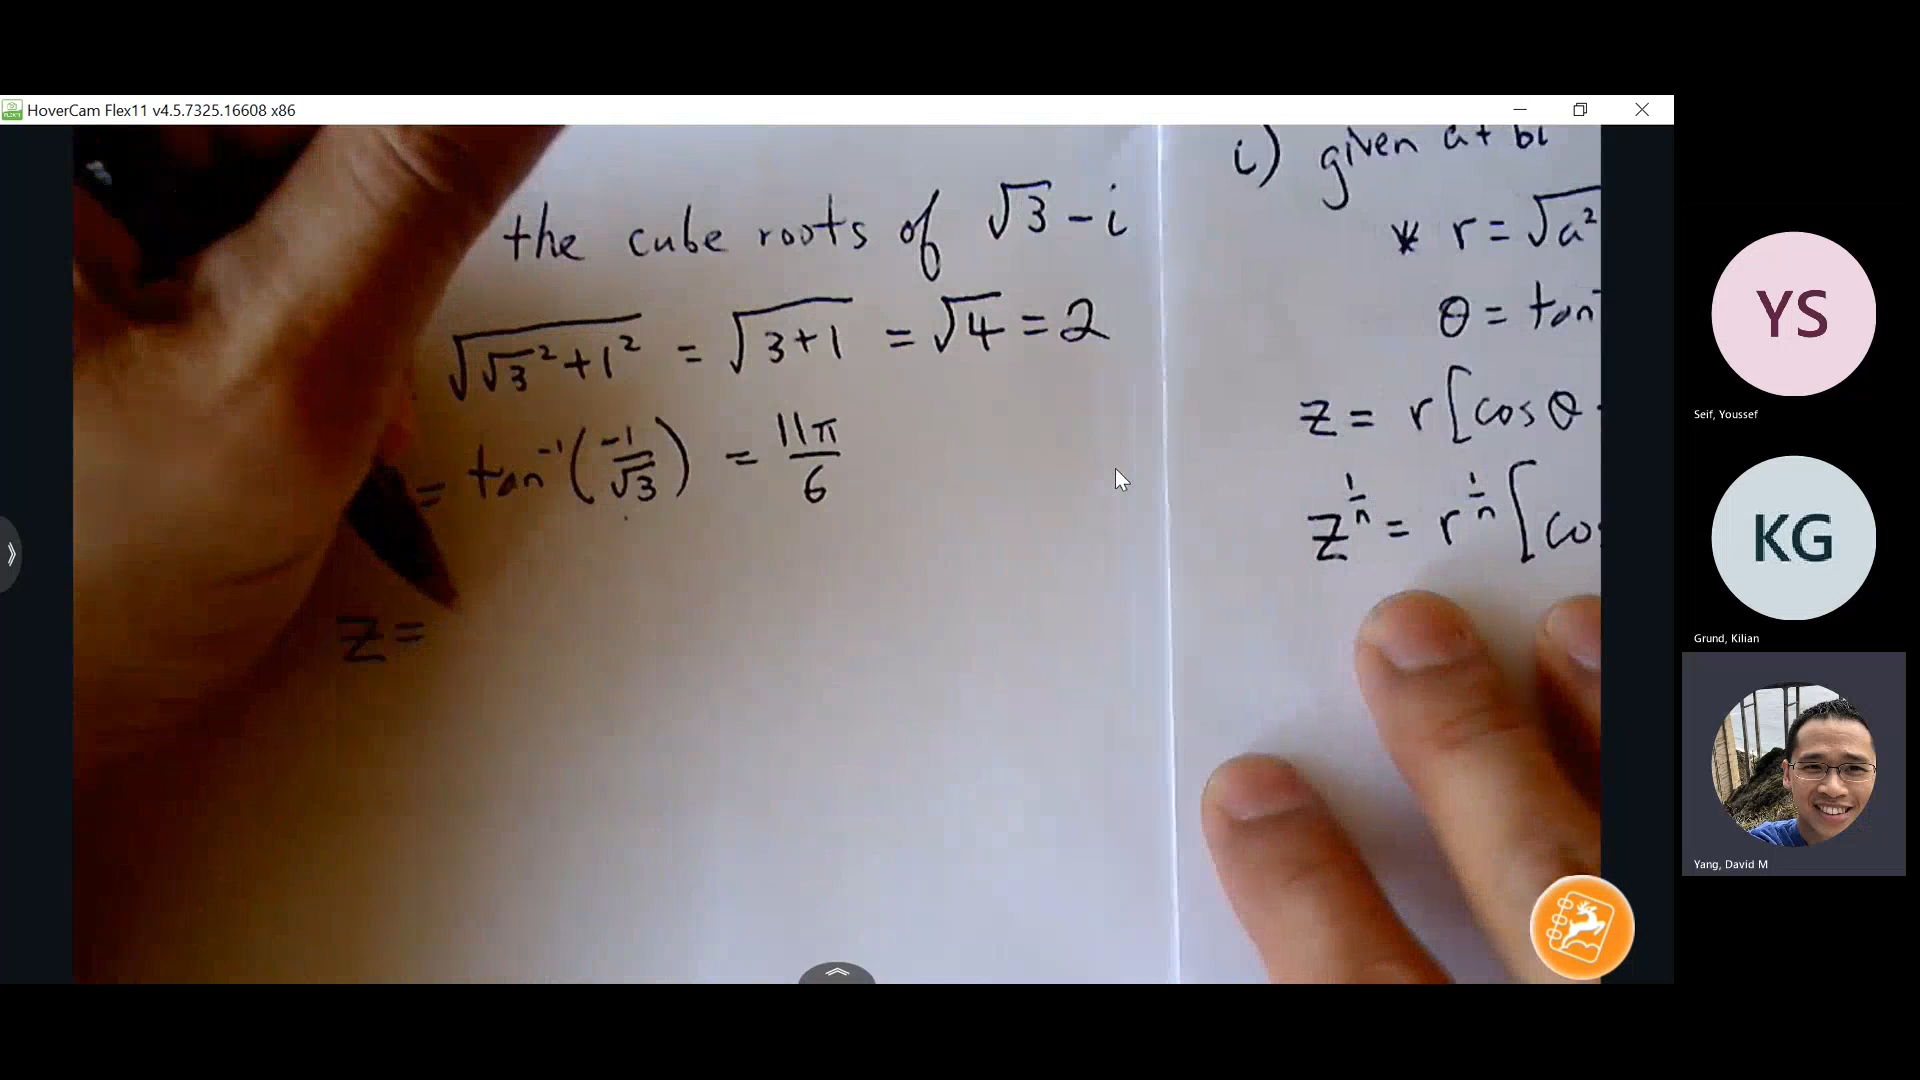 HoverCam Flex11 v4.5.7325.16608 x86
the cube roots of √3 - i
√(√3² + 1²) = √(3+1) = √4 = 2
= tan⁻¹(-1/√3) = 11π/6
z =
i) given a + bi
* r = √a²
θ = tan⁻
z = r[cos θ
z^(1/n) = r^(1/n) [co
YS
Seif, Youssef
KG
Grund, Kilian
Yang, David M